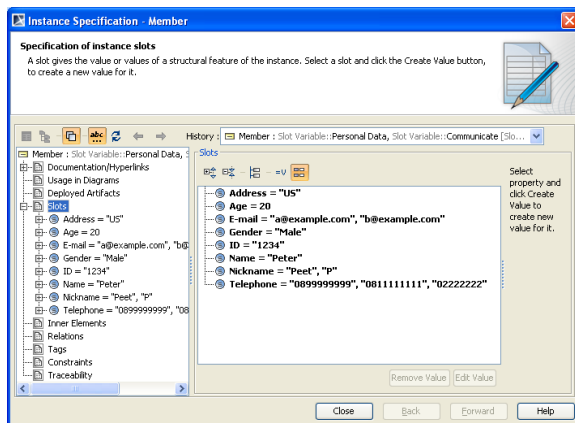 Instance Specification - Member
Specification of instance slots
A slot gives the value or values of a structural feature of the instance. Select a slot and click the Create Value button,
to create a new value for it.
abc
History : Member : Slot Variable::Personal Data, Slot Variable::Communicate [Slo...
Member : Slot Variable::Personal Data, S
Documentation/Hyperlinks
Usage in Diagrams
Deployed Artifacts
Slots
Address = "US"
Age = 20
E-mail = "a@example.com", "b@
Gender = "Male"
ID = "1234"
Name = "Peter"
Nickname = "Peet", "P"
Telephone = "0899999999", "08
Inner Elements
Relations
Tags
Constraints
Traceability
Slots
Address = "US"
Age = 20
E-mail = "a@example.com", "b@example.com"
Gender = "Male"
ID = "1234"
Name = "Peter"
Nickname = "Peet", "P"
Telephone = "0899999999", "0811111111", "02222222"
Select
property and
click Create
Value to
create new
value for it.
Remove Value Edit Value
Close Back Forward Help